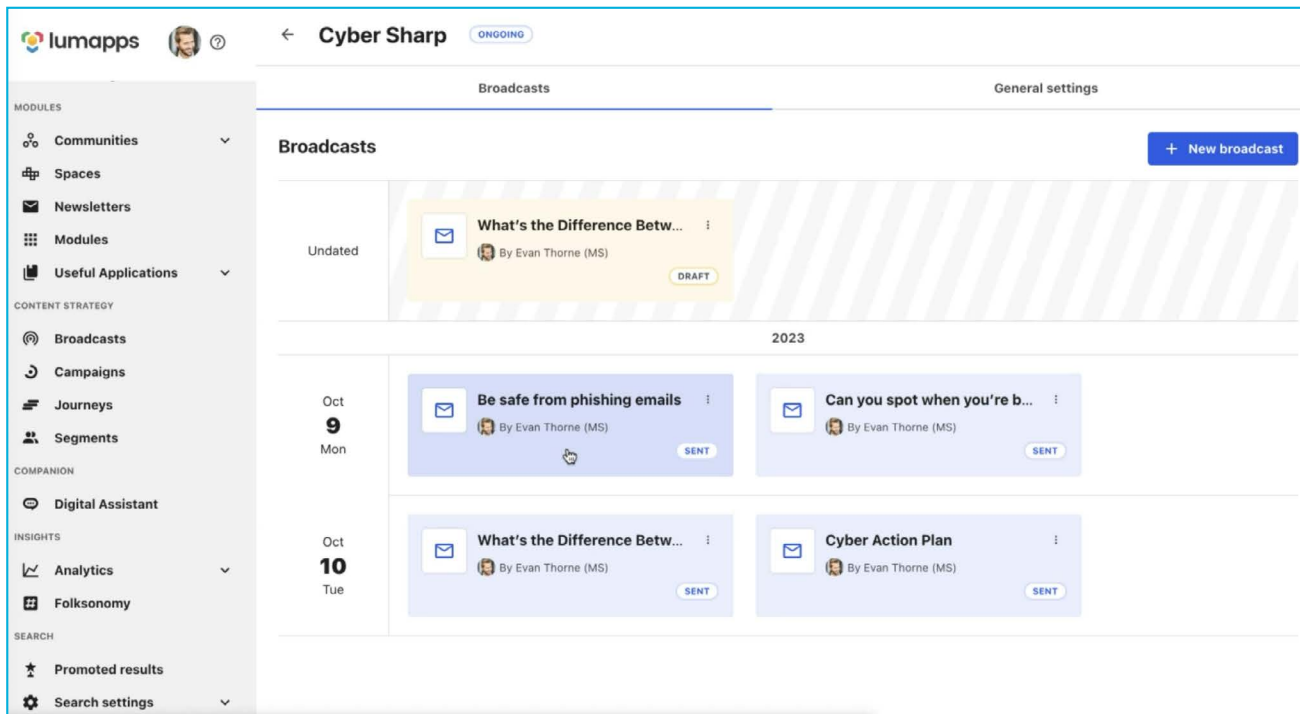 lumapps
MODULES
Communities
Spaces
Newsletters
Modules
Useful Applications
CONTENT STRATEGY
Broadcasts
Campaigns
Journeys
Segments
COMPANION
Digital Assistant
INSIGHTS
Analytics
Folksonomy
SEARCH
Promoted results
Search settings
Cyber Sharp ONGOING
Broadcasts General settings
Broadcasts + New broadcast
Undated
What's the Difference Betw...
By Evan Thorne (MS)
DRAFT
2023
Oct
9
Mon
Be safe from phishing emails
By Evan Thorne (MS)
SENT
Can you spot when you're b...
By Evan Thorne (MS)
SENT
Oct
10
Tue
What's the Difference Betw...
By Evan Thorne (MS)
SENT
Cyber Action Plan
By Evan Thorne (MS)
SENT